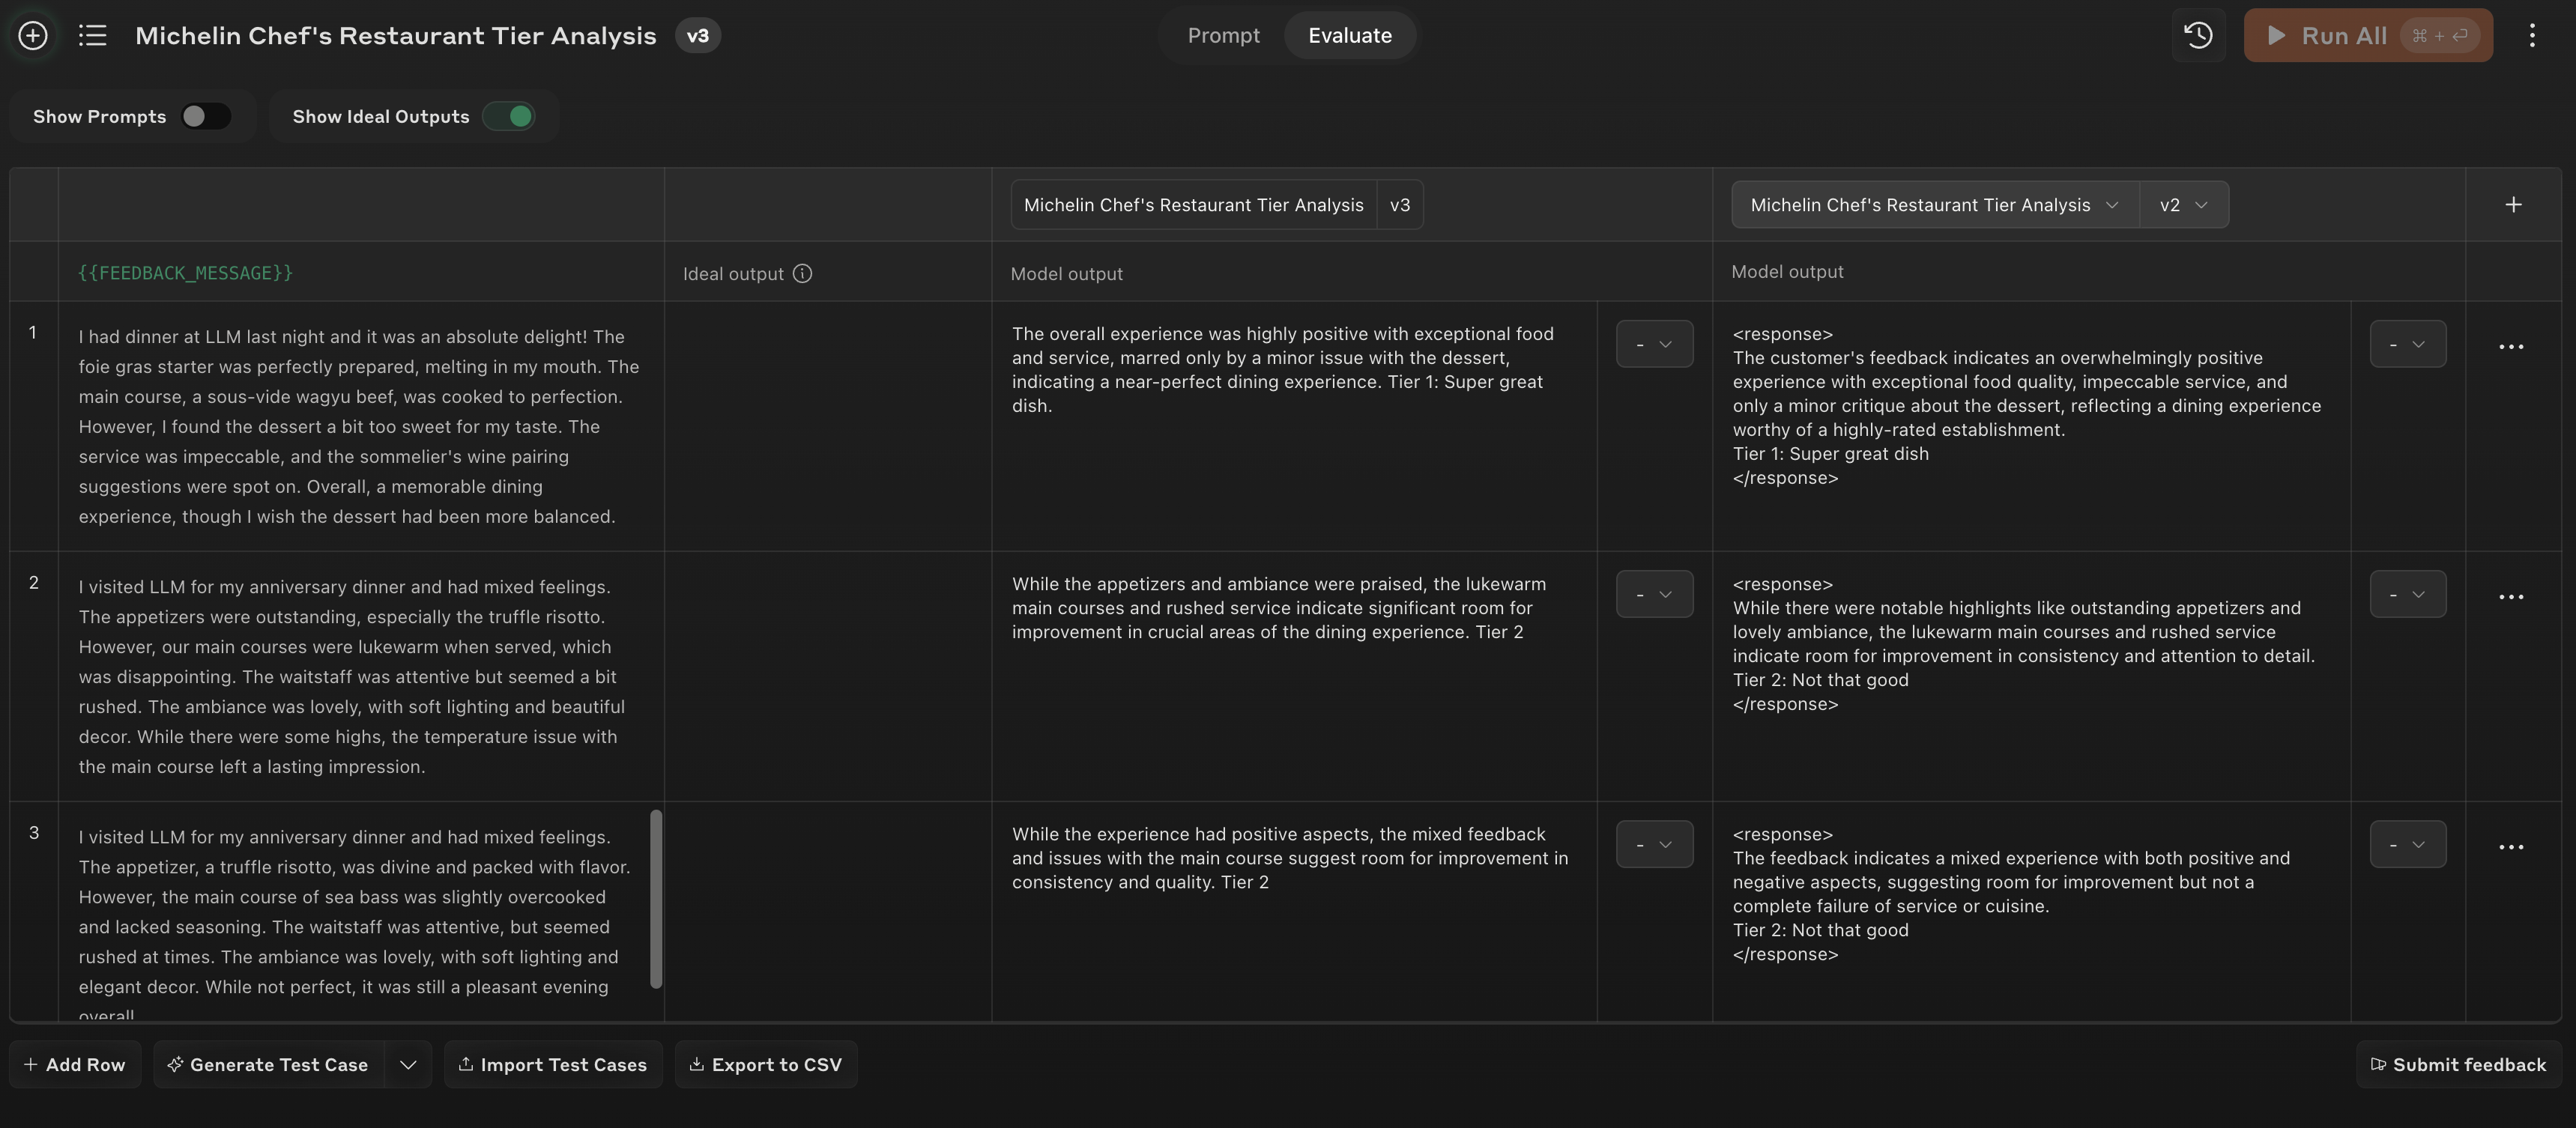 Michelin Chef's Restaurant Tier Analysis v3
Prompt Evaluate
Run All ⌘ + ⏎
Show Prompts
Show Ideal Outputs
Michelin Chef's Restaurant Tier Analysis v3
Michelin Chef's Restaurant Tier Analysis v2
+
{{FEEDBACK_MESSAGE}}
Ideal output
Model output
Model output
1
I had dinner at LLM last night and it was an absolute delight! The
foie gras starter was perfectly prepared, melting in my mouth. The
main course, a sous-vide wagyu beef, was cooked to perfection.
However, I found the dessert a bit too sweet for my taste. The
service was impeccable, and the sommelier's wine pairing
suggestions were spot on. Overall, a memorable dining
experience, though I wish the dessert had been more balanced.
The overall experience was highly positive with exceptional food
and service, marred only by a minor issue with the dessert,
indicating a near-perfect dining experience. Tier 1: Super great
dish.
-
<response>
The customer's feedback indicates an overwhelmingly positive
experience with exceptional food quality, impeccable service, and
only a minor critique about the dessert, reflecting a dining experience
worthy of a highly-rated establishment.
Tier 1: Super great dish
</response>
-
2
I visited LLM for my anniversary dinner and had mixed feelings.
The appetizers were outstanding, especially the truffle risotto.
However, our main courses were lukewarm when served, which
was disappointing. The waitstaff was attentive but seemed a bit
rushed. The ambiance was lovely, with soft lighting and beautiful
decor. While there were some highs, the temperature issue with
the main course left a lasting impression.
While the appetizers and ambiance were praised, the lukewarm
main courses and rushed service indicate significant room for
improvement in crucial areas of the dining experience. Tier 2
-
<response>
While there were notable highlights like outstanding appetizers and
lovely ambiance, the lukewarm main courses and rushed service
indicate room for improvement in consistency and attention to detail.
Tier 2: Not that good
</response>
-
3
I visited LLM for my anniversary dinner and had mixed feelings.
The appetizer, a truffle risotto, was divine and packed with flavor.
However, the main course of sea bass was slightly overcooked
and lacked seasoning. The waitstaff was attentive, but seemed
rushed at times. The ambiance was lovely, with soft lighting and
elegant decor. While not perfect, it was still a pleasant evening
overall
While the experience had positive aspects, the mixed feedback
and issues with the main course suggest room for improvement in
consistency and quality. Tier 2
-
<response>
The feedback indicates a mixed experience with both positive and
negative aspects, suggesting room for improvement but not a
complete failure of service or cuisine.
Tier 2: Not that good
</response>
-
+ Add Row
Generate Test Case
Import Test Cases
Export to CSV
Submit feedback